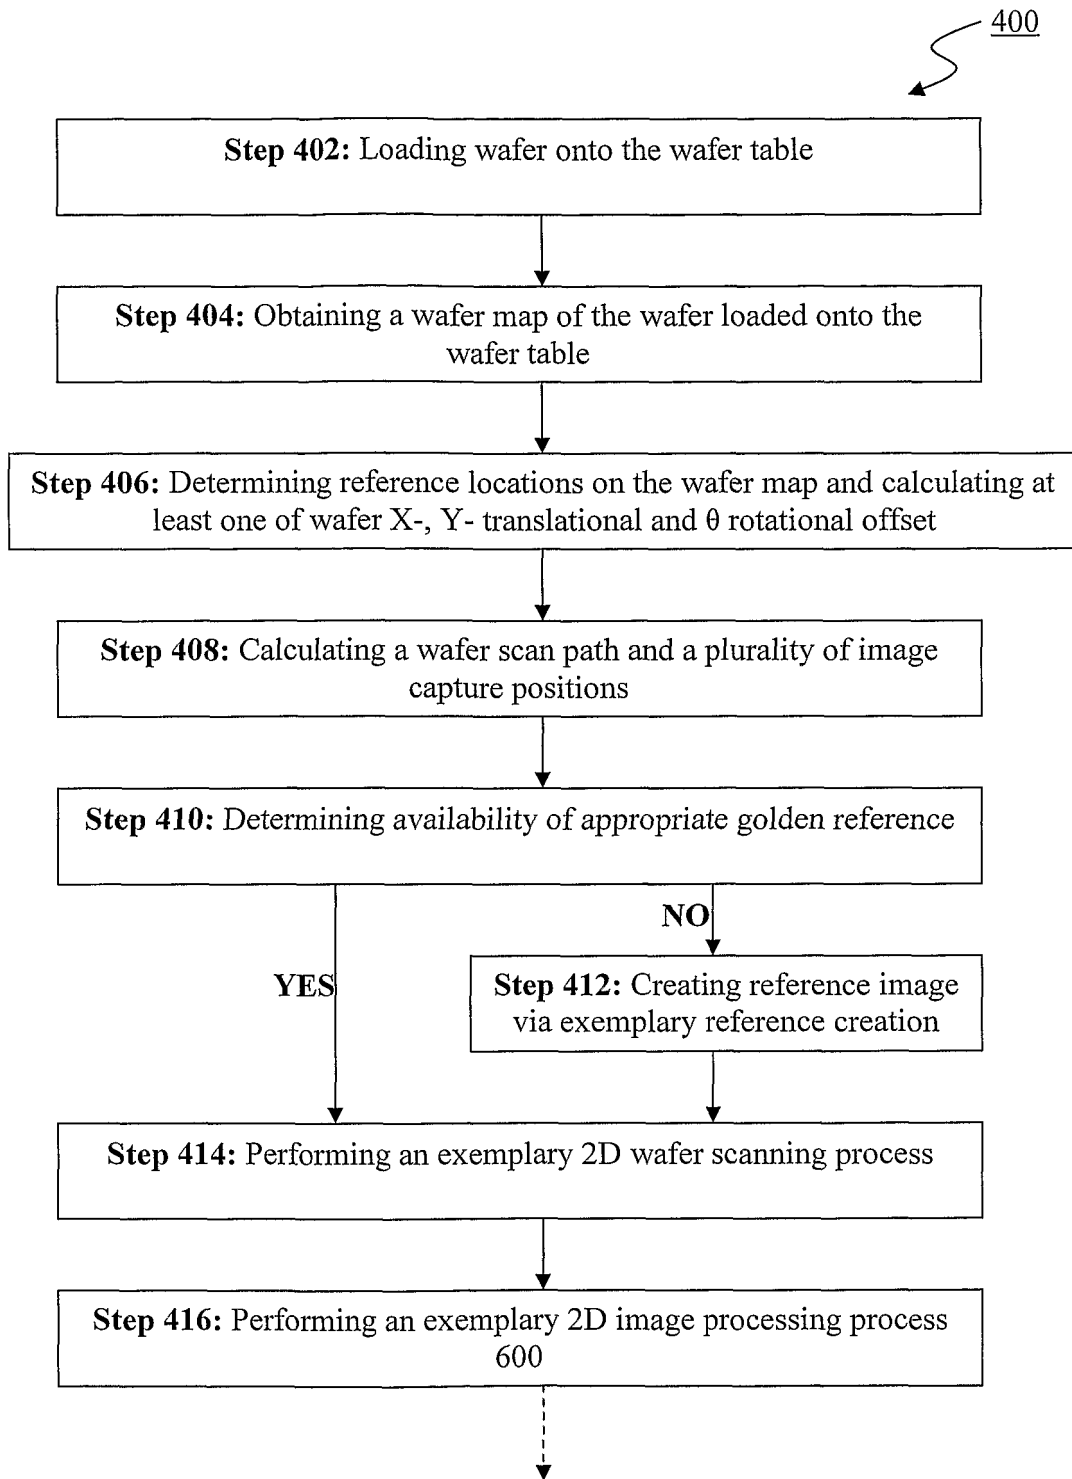 400
Step 402: Loading wafer onto the wafer table
Step 404: Obtaining a wafer map of the wafer loaded onto the
wafer table
Step 406: Determining reference locations on the wafer map and calculating at
least one of wafer X-, Y- translational and θ rotational offset
Step 408: Calculating a wafer scan path and a plurality of image
capture positions
Step 410: Determining availability of appropriate golden reference
NO
YES
Step 412: Creating reference image
via exemplary reference creation
Step 414: Performing an exemplary 2D wafer scanning process
Step 416: Performing an exemplary 2D image processing process
600